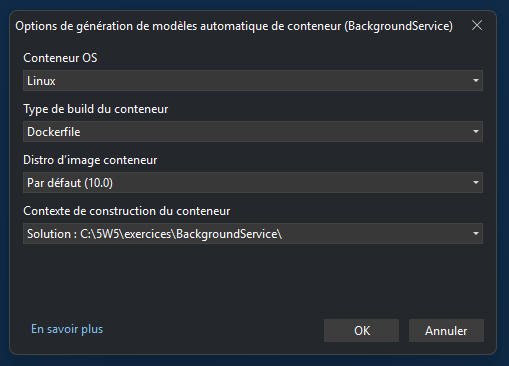 Options de génération de modèles automatique de conteneur (BackgroundService)
Conteneur OS
Linux
Type de build du conteneur
Dockerfile
Distro d'image conteneur
Par défaut (10.0)
Contexte de construction du conteneur
Solution : C:\5W5\exercices\BackgroundService\
En savoir plus
OK
Annuler